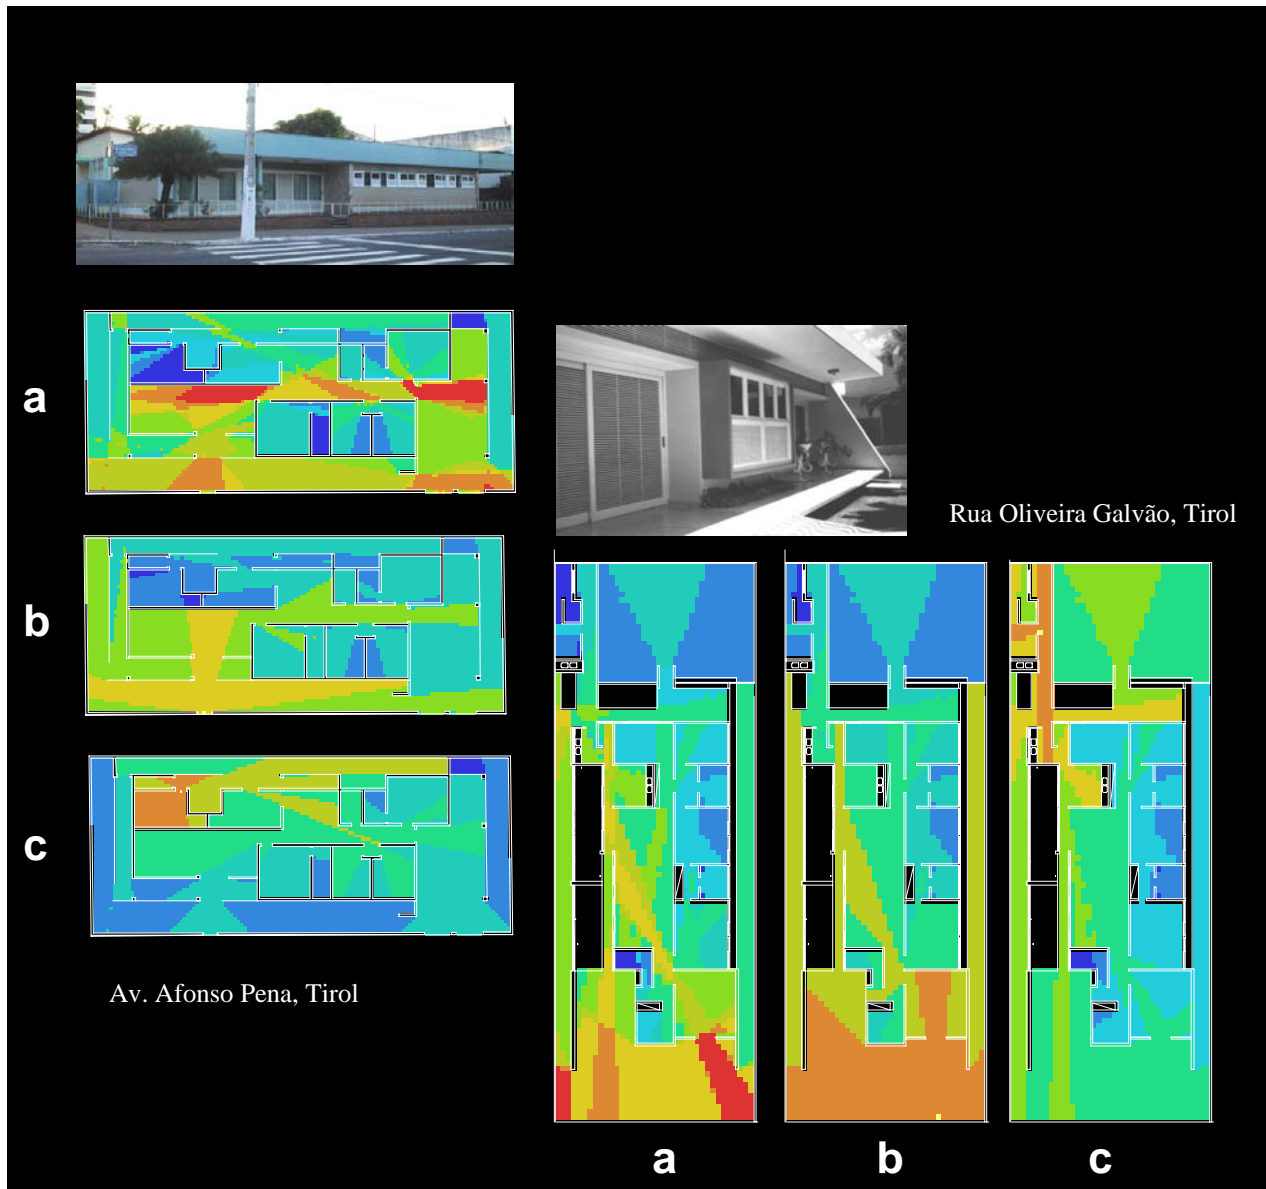 a
Rua Oliveira Galvão, Tirol
b
c
Av. Afonso Pena, Tirol
a b c